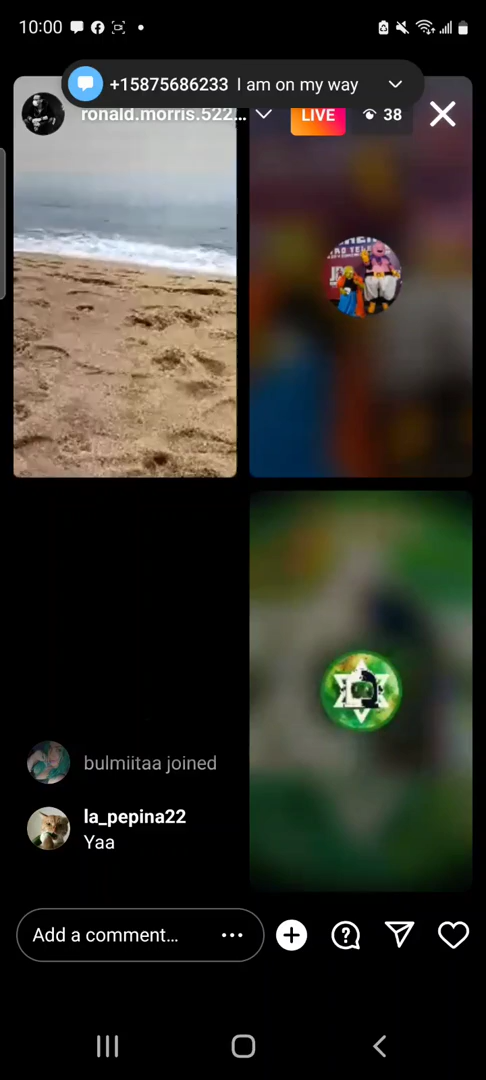 10:00
+15875686233 I am on my way
ronald.morris.522...
LIVE
38
bulmiitaa joined
la_pepina22
Yaa
Add a comment...